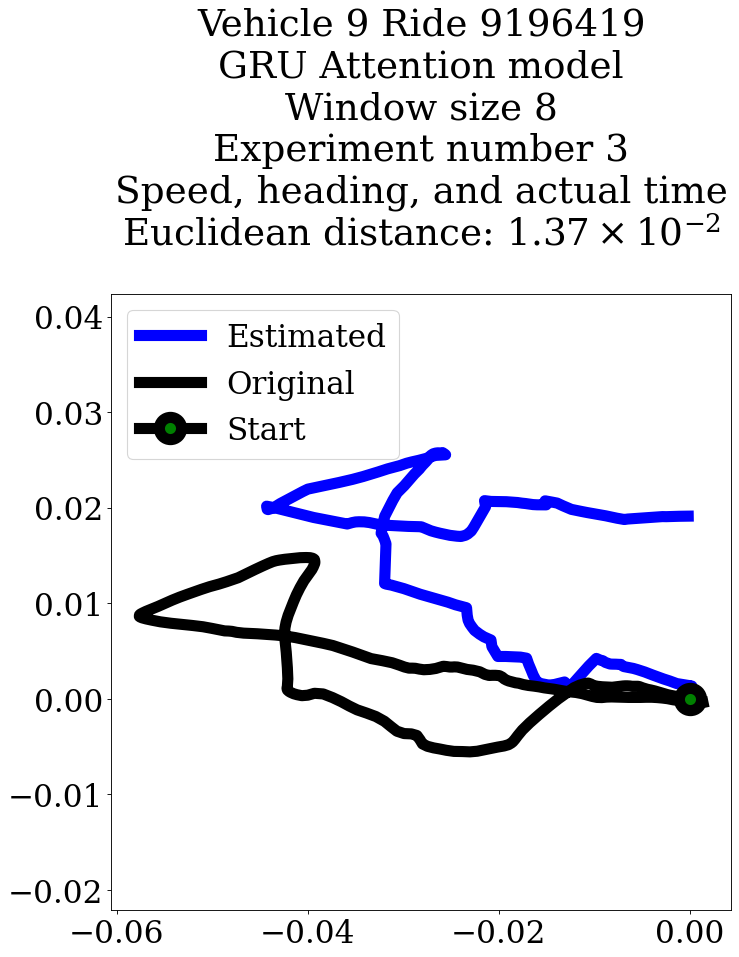 Vehicle 9 Ride 9196419
GRU Attention model
Window size 8
Experiment number 3
Speed, heading, and actual time
Euclidean distance: 1.37 × 10⁻²
Estimated
Original
Start
0.04
0.03
0.02
0.01
0.00
−0.01
−0.02
−0.06
−0.04
−0.02
0.00